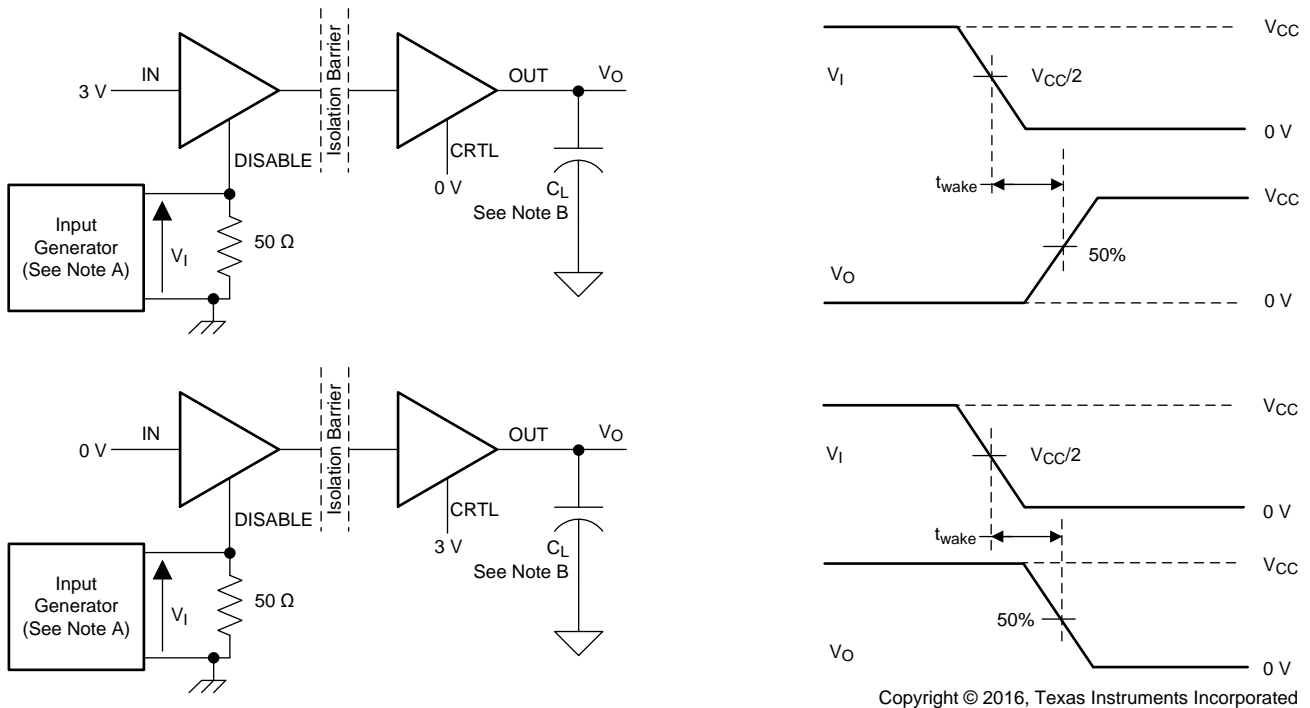 IN
3 V
DISABLE
Isolation Barrier
OUT
VO
CRTL
0 V
CL
See Note B
Input
Generator
(See Note A)
VI
50 Ω
VCC
VI
VCC/2
0 V
twake
VCC
50%
VO
0 V
IN
0 V
DISABLE
Isolation Barrier
OUT
VO
CRTL
3 V
CL
See Note B
Input
Generator
(See Note A)
VI
50 Ω
VCC
VI
VCC/2
0 V
twake
VCC
50%
VO
0 V
Copyright © 2016, Texas Instruments Incorporated